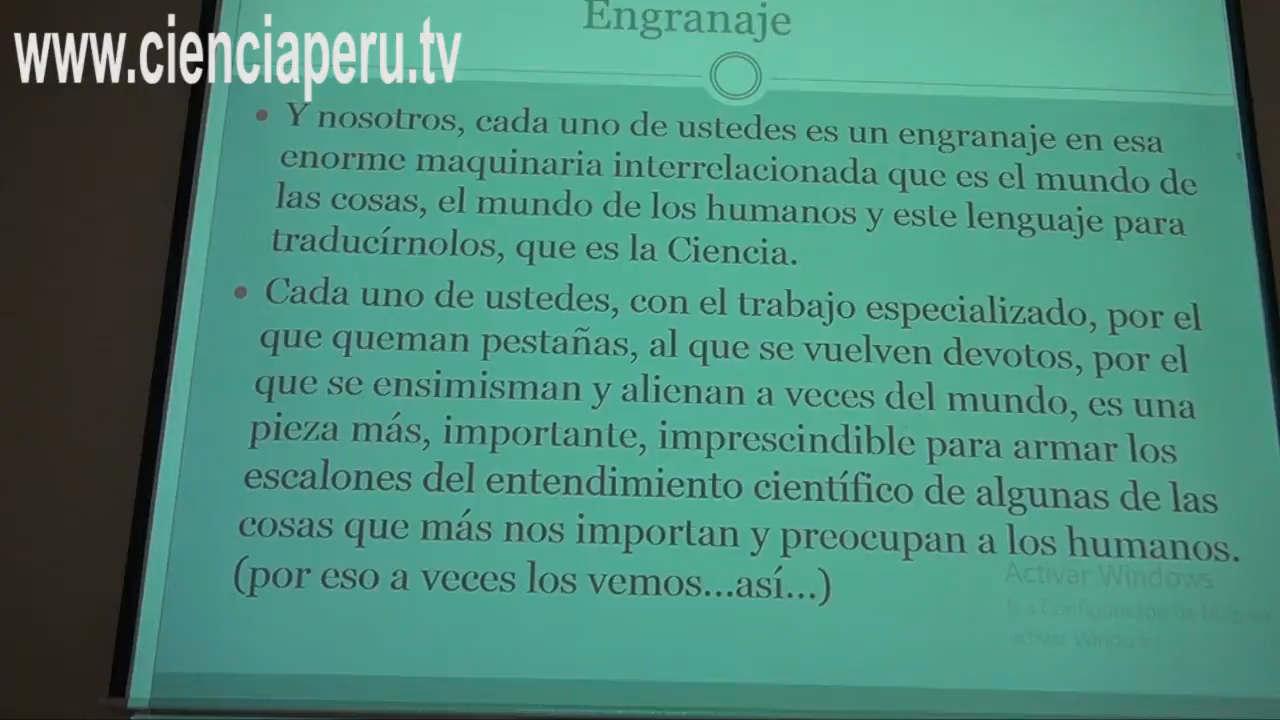 Engranaje
www.cienciaperu.tv
• Y nosotros, cada uno de ustedes es un engranaje en esa
enorme maquinaria interrelacionada que es el mundo de
las cosas, el mundo de los humanos y este lenguaje para
traducírnolos, que es la Ciencia.
• Cada uno de ustedes, con el trabajo especializado, por el
que queman pestañas, al que se vuelven devotos, por el
que se ensimisman y alienan a veces del mundo, es una
pieza más, importante, imprescindible para armar los
escalones del entendimiento científico de algunas de las
cosas que más nos importan y preocupan a los humanos.
(por eso a veces los vemos...así...)
Activar Windows
Configuración de
activar Windows